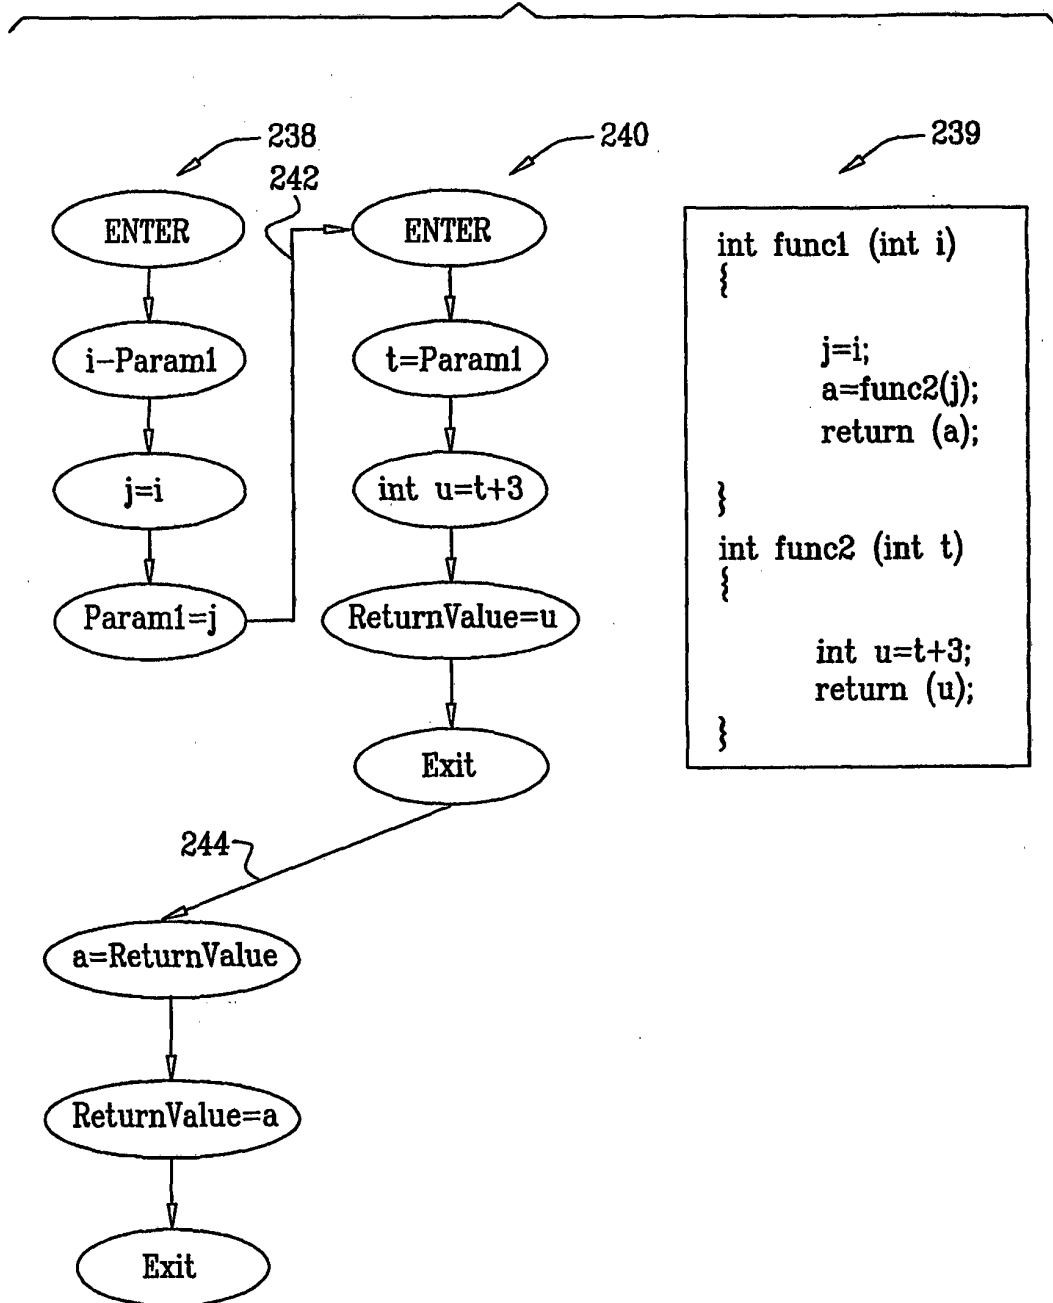 238
242
ENTER
i-Param1
j=i
Param1=j
240
ENTER
t=Param1
int u=t+3
ReturnValue=u
Exit
244
a=ReturnValue
ReturnValue=a
Exit
239
int func1 (int i)
{
j=i;
a=func2(j);
return (a);
}
int func2 (int t)
{
int u=t+3;
return (u);
}